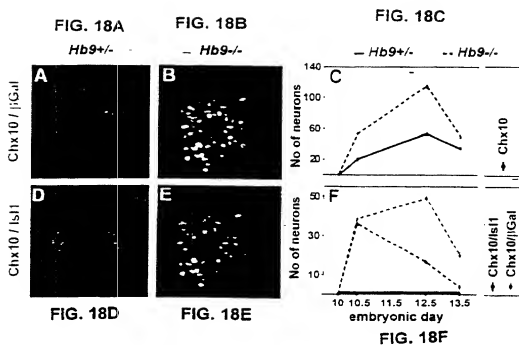 FIG. 18A
FIG. 18B
FIG. 18C
Hb9+/-
Hb9-/-
Hb9+/-
Hb9-/-
A
B
C
Chx10 / βGal
No of neurons
140
100
60
20
Chx10
D
E
F
Chx10 / Isl1
No of neurons
50
30
10
Chx10/Isl1
Chx10/βGal
10 10.5 11.5 12.5 13.5
embryonic day
FIG. 18D
FIG. 18E
FIG. 18F